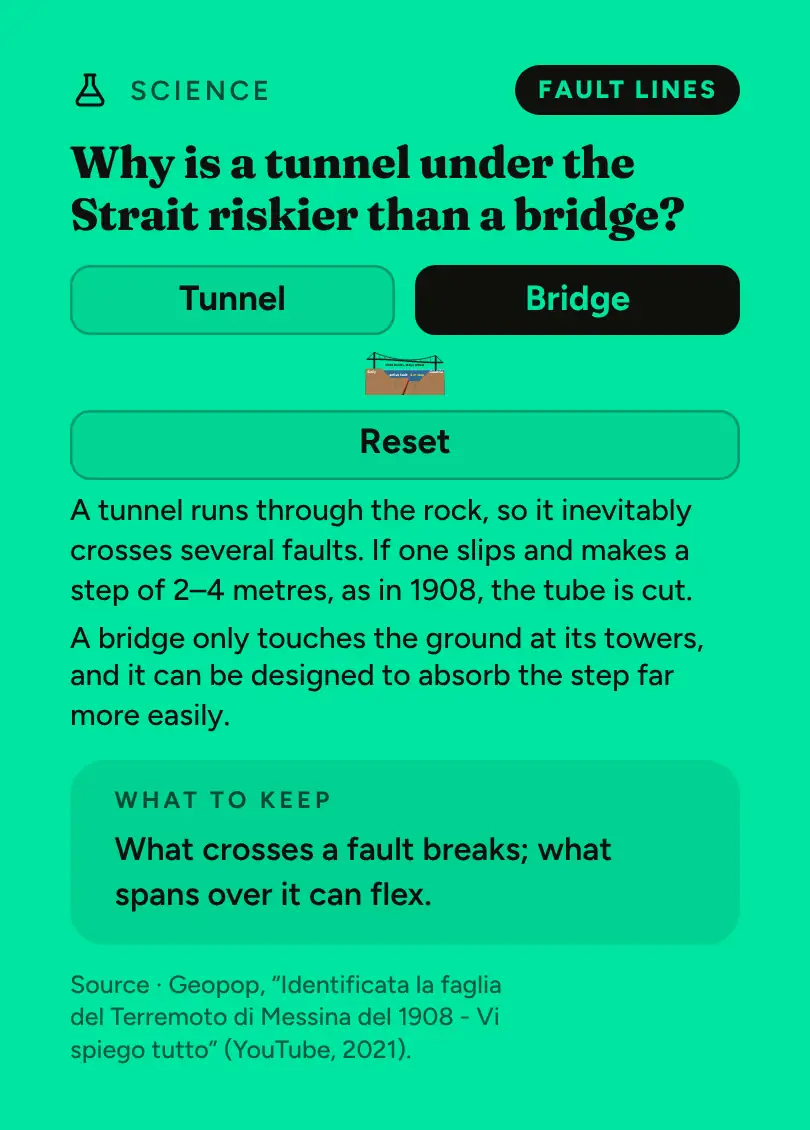 SCIENCE
FAULT LINES
Why is a tunnel under the
Strait riskier than a bridge?
Tunnel
Bridge
Reset
A tunnel runs through the rock, so it inevitably
crosses several faults. If one slips and makes a
step of 2–4 metres, as in 1908, the tube is cut.
A bridge only touches the ground at its towers,
and it can be designed to absorb the step far
more easily.
WHAT TO KEEP
What crosses a fault breaks; what
spans over it can flex.
Source · Geopop, “Identificata la faglia
del Terremoto di Messina del 1908 - Vi
spiego tutto” (YouTube, 2021).